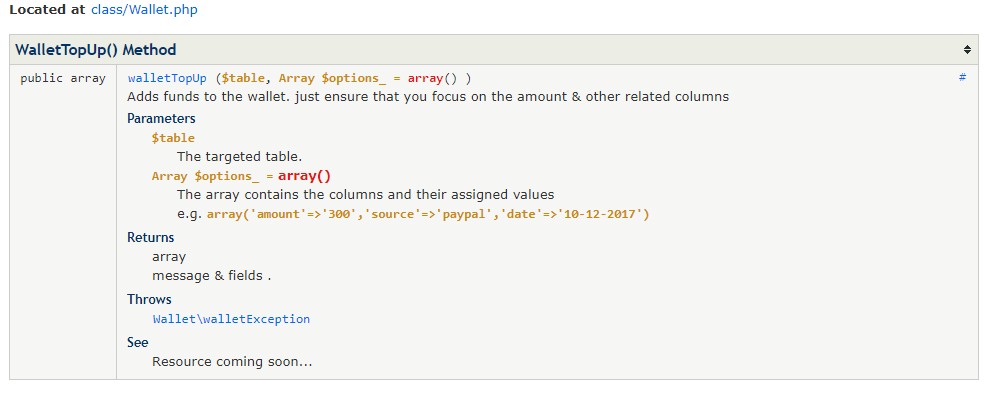 Located at class/Wallet.php
WalletTopUp() Method
public array walletTopUp ($table, Array $options_ = array() ) #
Adds funds to the wallet. just ensure that you focus on the amount & other related columns
Parameters
$table
The targeted table.
Array $options_ = array()
The array contains the columns and their assigned values
e.g. array('amount'=>'300','source'=>'paypal','date'=>'10-12-2017')
Returns
array
message & fields .
Throws
Wallet\walletException
See
Resource coming soon...